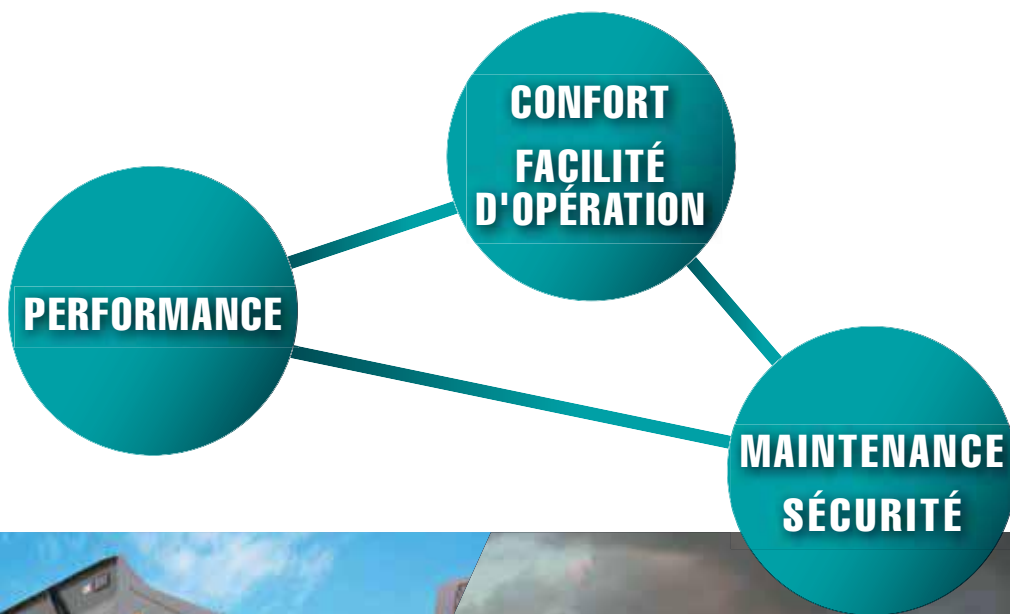 CONFORT
FACILITÉ
D'OPÉRATION
PERFORMANCE
MAINTENANCE
SÉCURITÉ